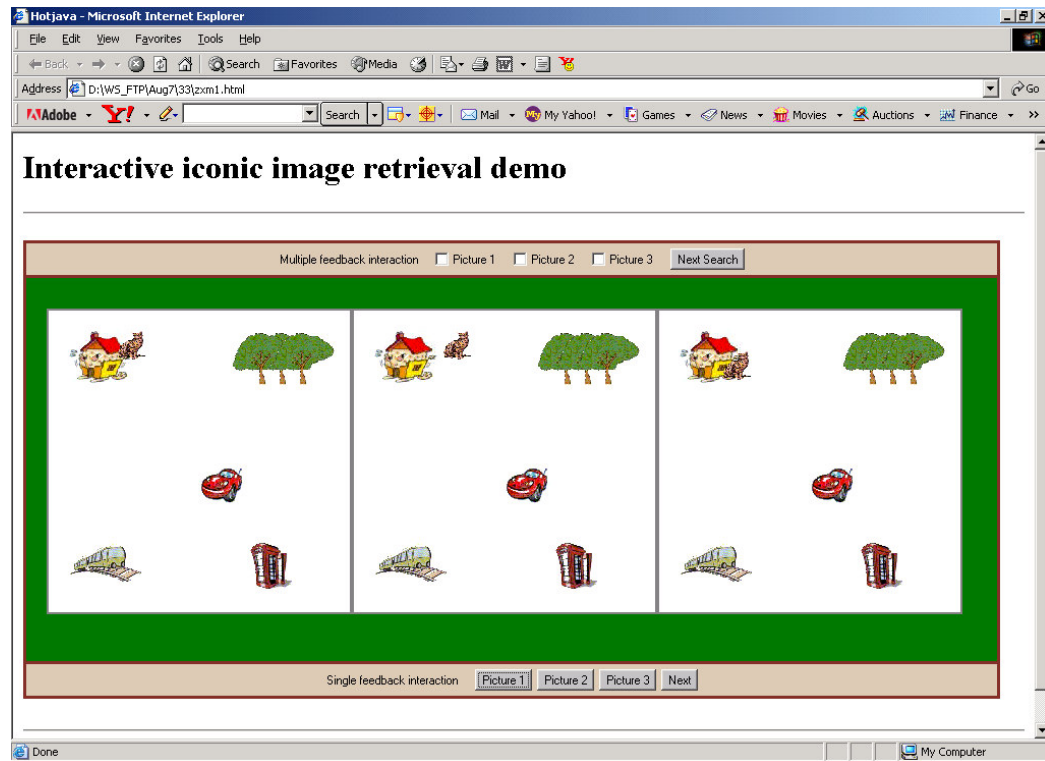 Hotjava - Microsoft Internet Explorer
File Edit View Favorites Tools Help
Back Search Favorites Media
Address D:\WS_FTP\Aug7\33\zxm1.html Go
Adobe Y! Search Mail My Yahoo! Games News Movies Auctions Finance »
Interactive iconic image retrieval demo
Multiple feedback interaction Picture 1 Picture 2 Picture 3 Next Search
Single feedback interaction Picture 1 Picture 2 Picture 3 Next
Done My Computer